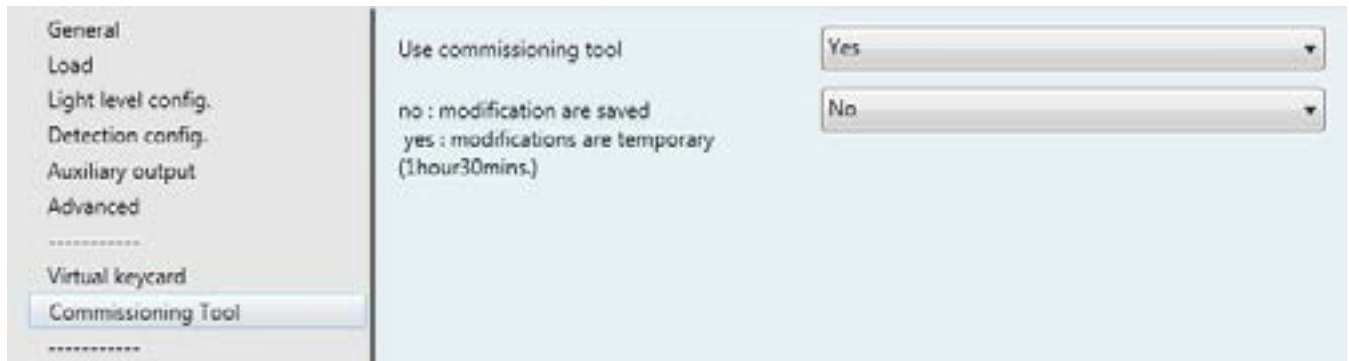 General
Load
Light level config.
Detection config.
Auxiliary output
Advanced
-----------
Virtual keycard
Commissioning Tool
-----------
Use commissioning tool
Yes
no : modification are saved
yes : modifications are temporary
(1hour30mins.)
No